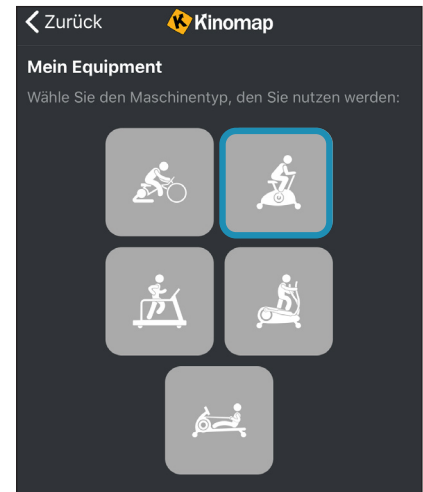 Zurück
Kinomap
Mein Equipment
Wähle Sie den Maschinentyp, den Sie nutzen werden: